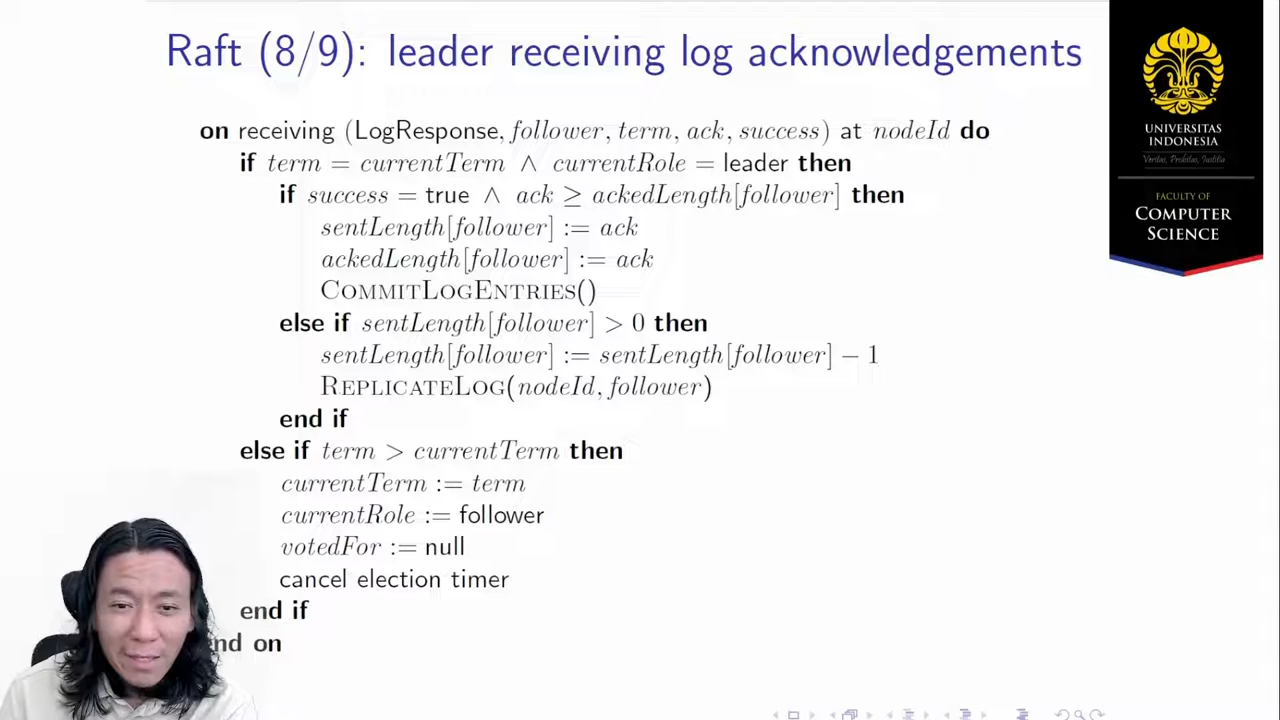 Raft (8/9): leader receiving log acknowledgements
on receiving (LogResponse, follower, term, ack, success) at nodeId do
if term = currentTerm ∧ currentRole = leader then
if success = true ∧ ack ≥ ackedLength[follower] then
sentLength[follower] := ack
ackedLength[follower] := ack
COMMITLOGENTRIES()
else if sentLength[follower] > 0 then
sentLength[follower] := sentLength[follower] − 1
REPLICATELOG(nodeId, follower)
end if
else if term > currentTerm then
currentTerm := term
currentRole := follower
votedFor := null
cancel election timer
end if
nd on
UNIVERSITAS
INDONESIA
Veritas, Probitas, Iustitia
FACULTY OF
COMPUTER
SCIENCE